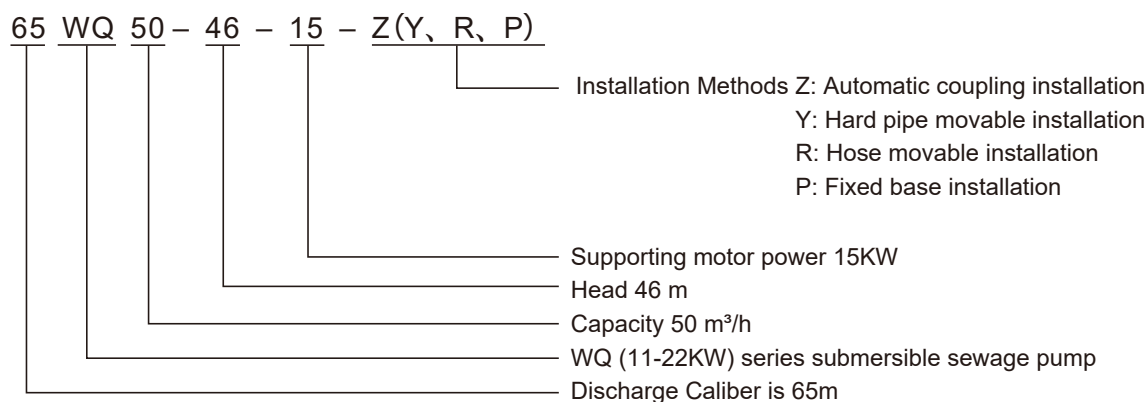 65 WQ 50 – 46 – 15 – Z(Y、R、P)
Installation Methods Z: Automatic coupling installation
Y: Hard pipe movable installation
R: Hose movable installation
P: Fixed base installation
Supporting motor power 15KW
Head 46 m
Capacity 50 m³/h
WQ (11-22KW) series submersible sewage pump
Discharge Caliber is 65m